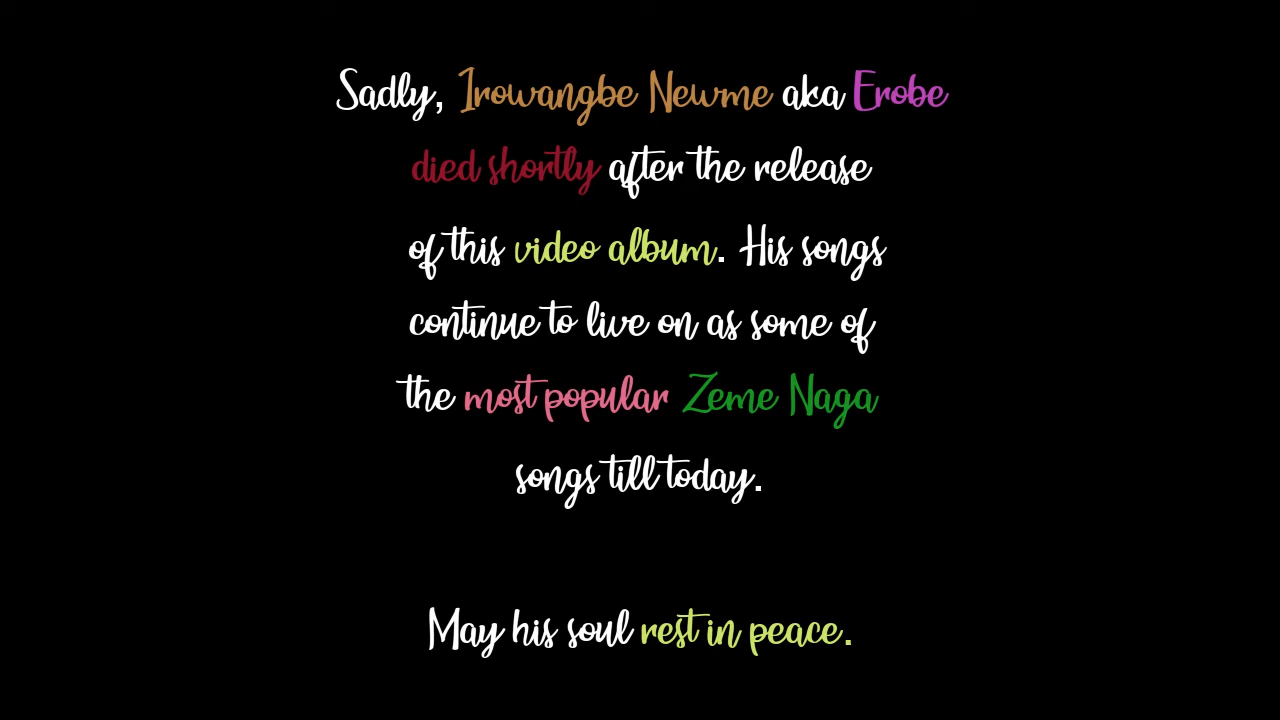 Sadly, Irowangbe Newme aka Erobe
died shortly after the release
of this video album. His songs
continue to live on as some of
the most popular Zeme Naga
songs till today.
May his soul rest in peace.